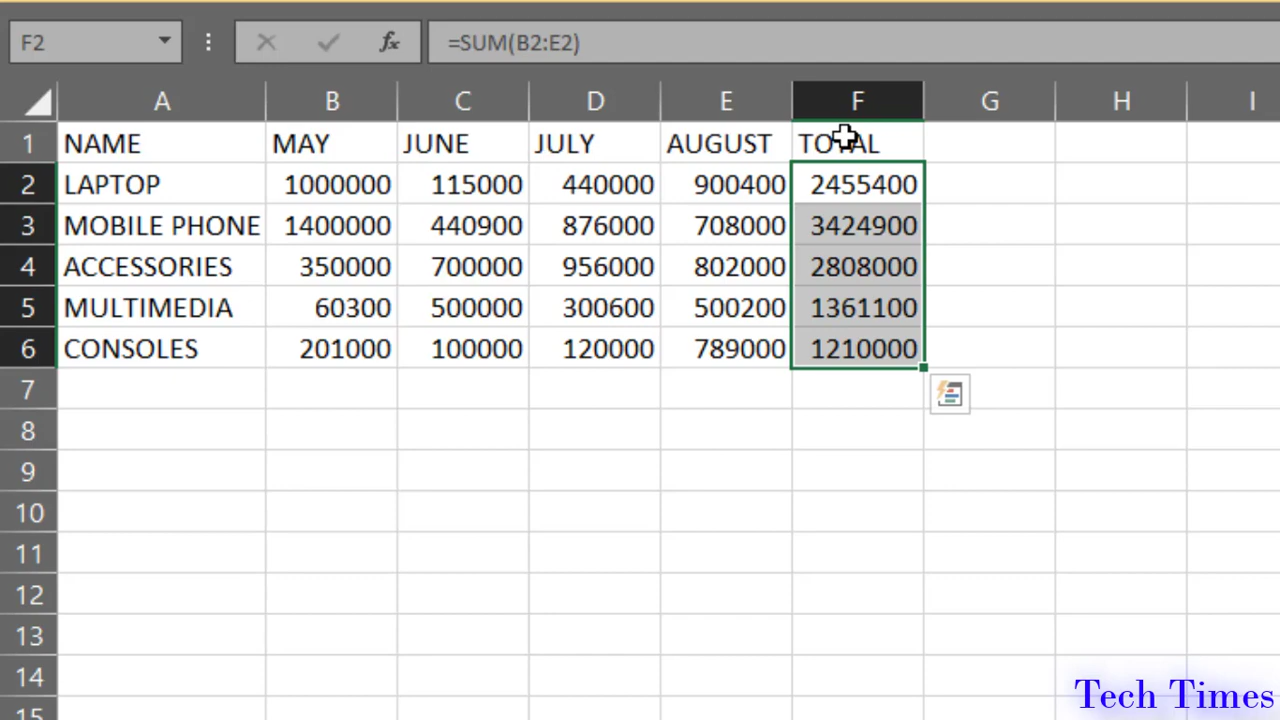 F2 fx =SUM(B2:E2)
A B C D E F G H I
1 NAME MAY JUNE JULY AUGUST TOTAL
2 LAPTOP 1000000 115000 440000 900400 2455400
3 MOBILE PHONE 1400000 440900 876000 708000 3424900
4 ACCESSORIES 350000 700000 956000 802000 2808000
5 MULTIMEDIA 60300 500000 300600 500200 1361100
6 CONSOLES 201000 100000 120000 789000 1210000
7
8
9
10
11
12
13
14
15
Tech Times